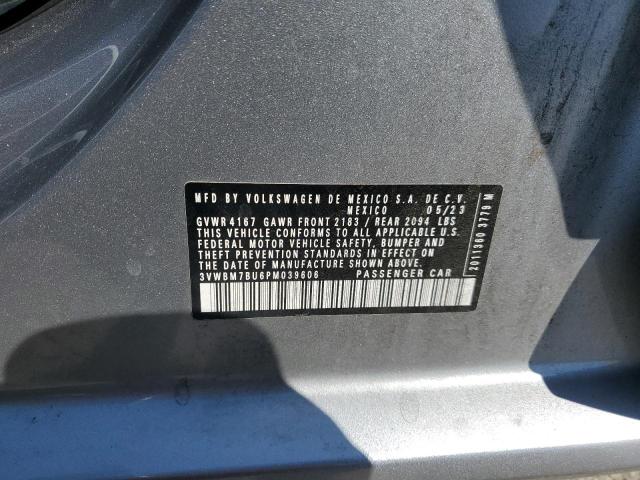 MFD BY VOLKSWAGEN DE MEXICO S.A. DE C.V.
MEXICO 05/23
GVWR 4167 GAWR FRONT 2183 / REAR 2094 LBS
THIS VEHICLE CONFORMS TO ALL APPLICABLE U.S.
FEDERAL MOTOR VEHICLE SAFETY, BUMPER AND
THEFT PREVENTION STANDARDS IN EFFECT ON
THE DATE OF MANUFACTURE SHOWN ABOVE.
3VWBM7BU6PM039606 PASSENGER CAR
2011360 3779 M